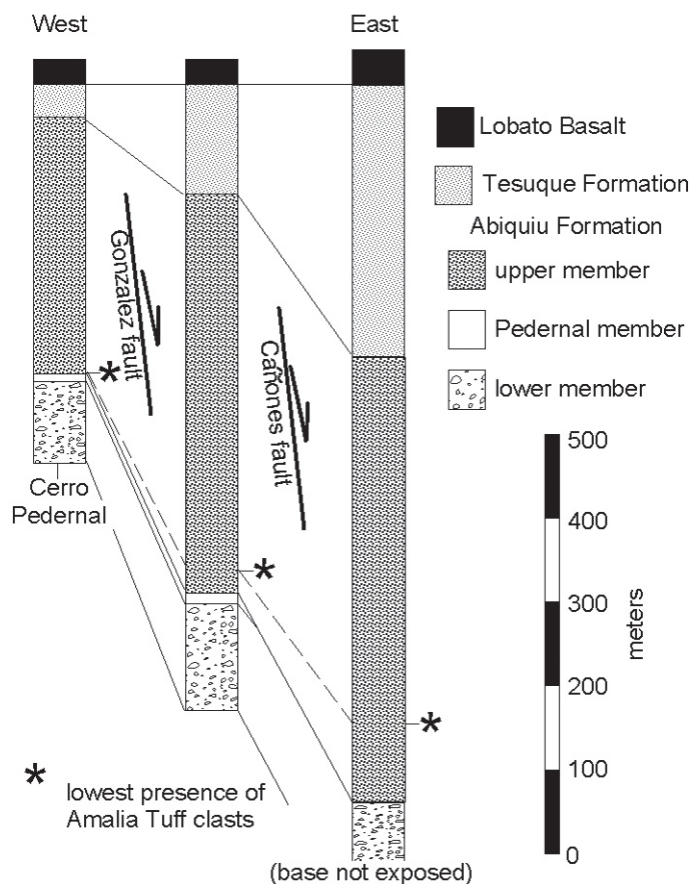 West
East
Lobato Basalt
Tesuque Formation
Abiquiu Formation
upper member
Pedernal member
lower member
Gonzalez fault
Cañones fault
*
*
*
Cerro
Pedernal
500
400
300
200
100
0
meters
* lowest presence of
Amalia Tuff clasts
(base not exposed)